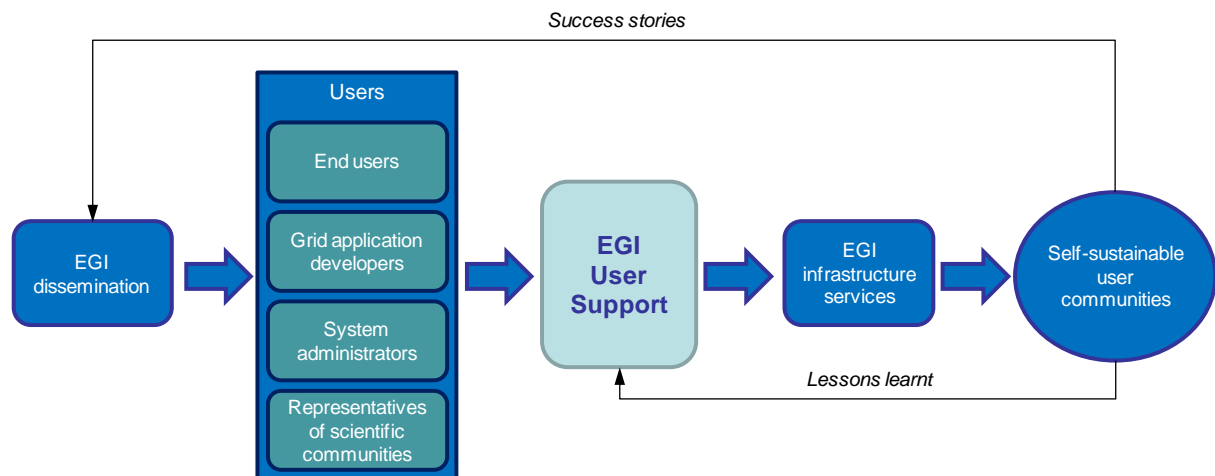 Success stories
Users
End users
Grid application
developers
System
administrators
Representatives
of scientific
communities
EGI
dissemination
EGI
User
Support
EGI
infrastructure
services
Self-sustainable
user
communities
Lessons learnt